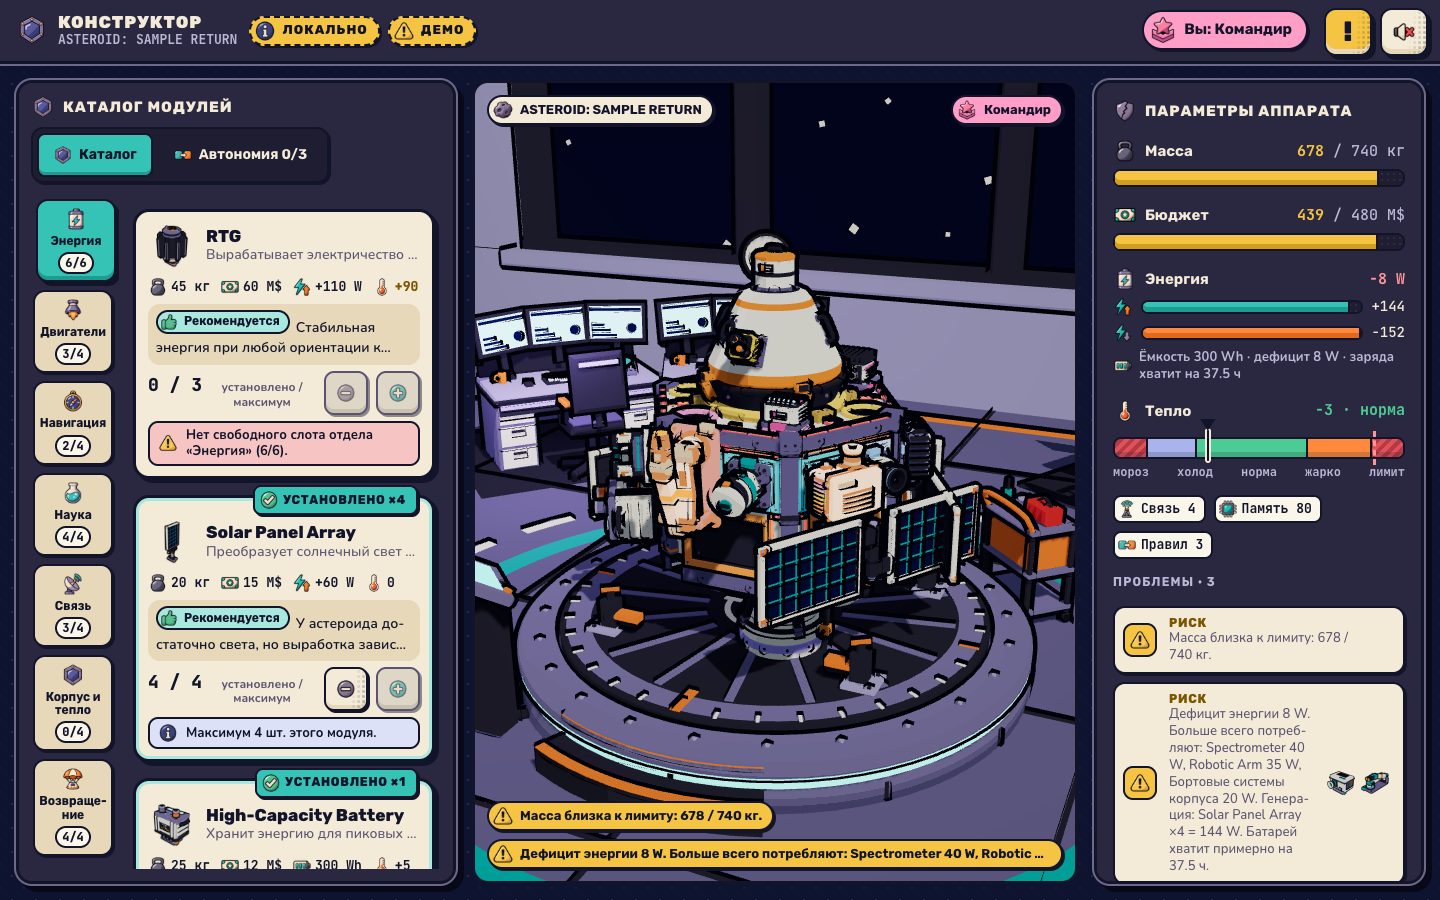 КОНСТРУКТОР
ASTEROID: SAMPLE RETURN
ЛОКАЛЬНО
ДЕМО
Вы: Командир
КАТАЛОГ МОДУЛЕЙ
Каталог
Автономия 0/3
Энергия
6/6
Двигатели
3/4
Навигация
2/4
Наука
4/4
Связь
3/4
Корпус и
тепло
0/4
Возвраще-
ние
4/4
RTG
Вырабатывает электричество ...
45 кг 60 M$ +110 W +90
Рекомендуется Стабильная
энергия при любой ориентации к...
0 / 3 установлено /
максимум
Нет свободного слота отдела
«Энергия» (6/6).
УСТАНОВЛЕНО ×4
Solar Panel Array
Преобразует солнечный свет ...
20 кг 15 M$ +60 W 0
Рекомендуется У астероида до-
статочно света, но выработка завис...
4 / 4 установлено /
максимум
Максимум 4 шт. этого модуля.
УСТАНОВЛЕНО ×1
High-Capacity Battery
Хранит энергию для пиковых ...
25 кг 12 M$ 300 Wh +5
ASTEROID: SAMPLE RETURN
Командир
Масса близка к лимиту: 678 / 740 кг.
Дефицит энергии 8 W. Больше всего потребляют: Spectrometer 40 W, Robotic ...
ПАРАМЕТРЫ АППАРАТА
Масса 678 / 740 кг
Бюджет 439 / 480 M$
Энергия -8 W
+144
-152
Ёмкость 300 Wh · дефицит 8 W · заряда
хватит на 37.5 ч
Тепло -3 · норма
мороз холод норма жарко лимит
Связь 4
Память 80
Правил 3
ПРОБЛЕМЫ · 3
РИСК
Масса близка к лимиту: 678 /
740 кг.
РИСК
Дефицит энергии 8 W.
Больше всего потреб-
ляют: Spectrometer 40
W, Robotic Arm 35 W,
Бортовые системы
корпуса 20 W. Генера-
ция: Solar Panel Array
×4 = 144 W. Батарей
хватит примерно на
37.5 ч.